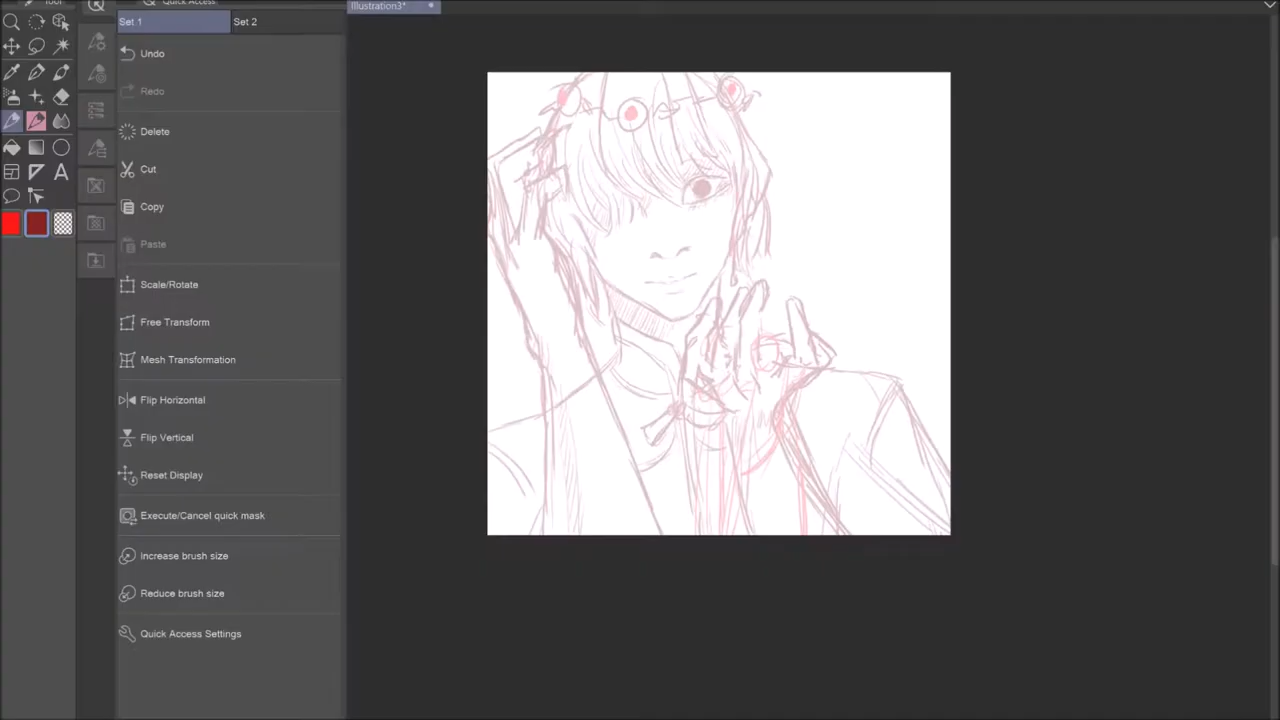 Tool
Quick Access
Illustration3*
Set 1
Set 2
Undo
Redo
Delete
Cut
Copy
Paste
Scale/Rotate
Free Transform
Mesh Transformation
Flip Horizontal
Flip Vertical
Reset Display
Execute/Cancel quick mask
Increase brush size
Reduce brush size
Quick Access Settings
A